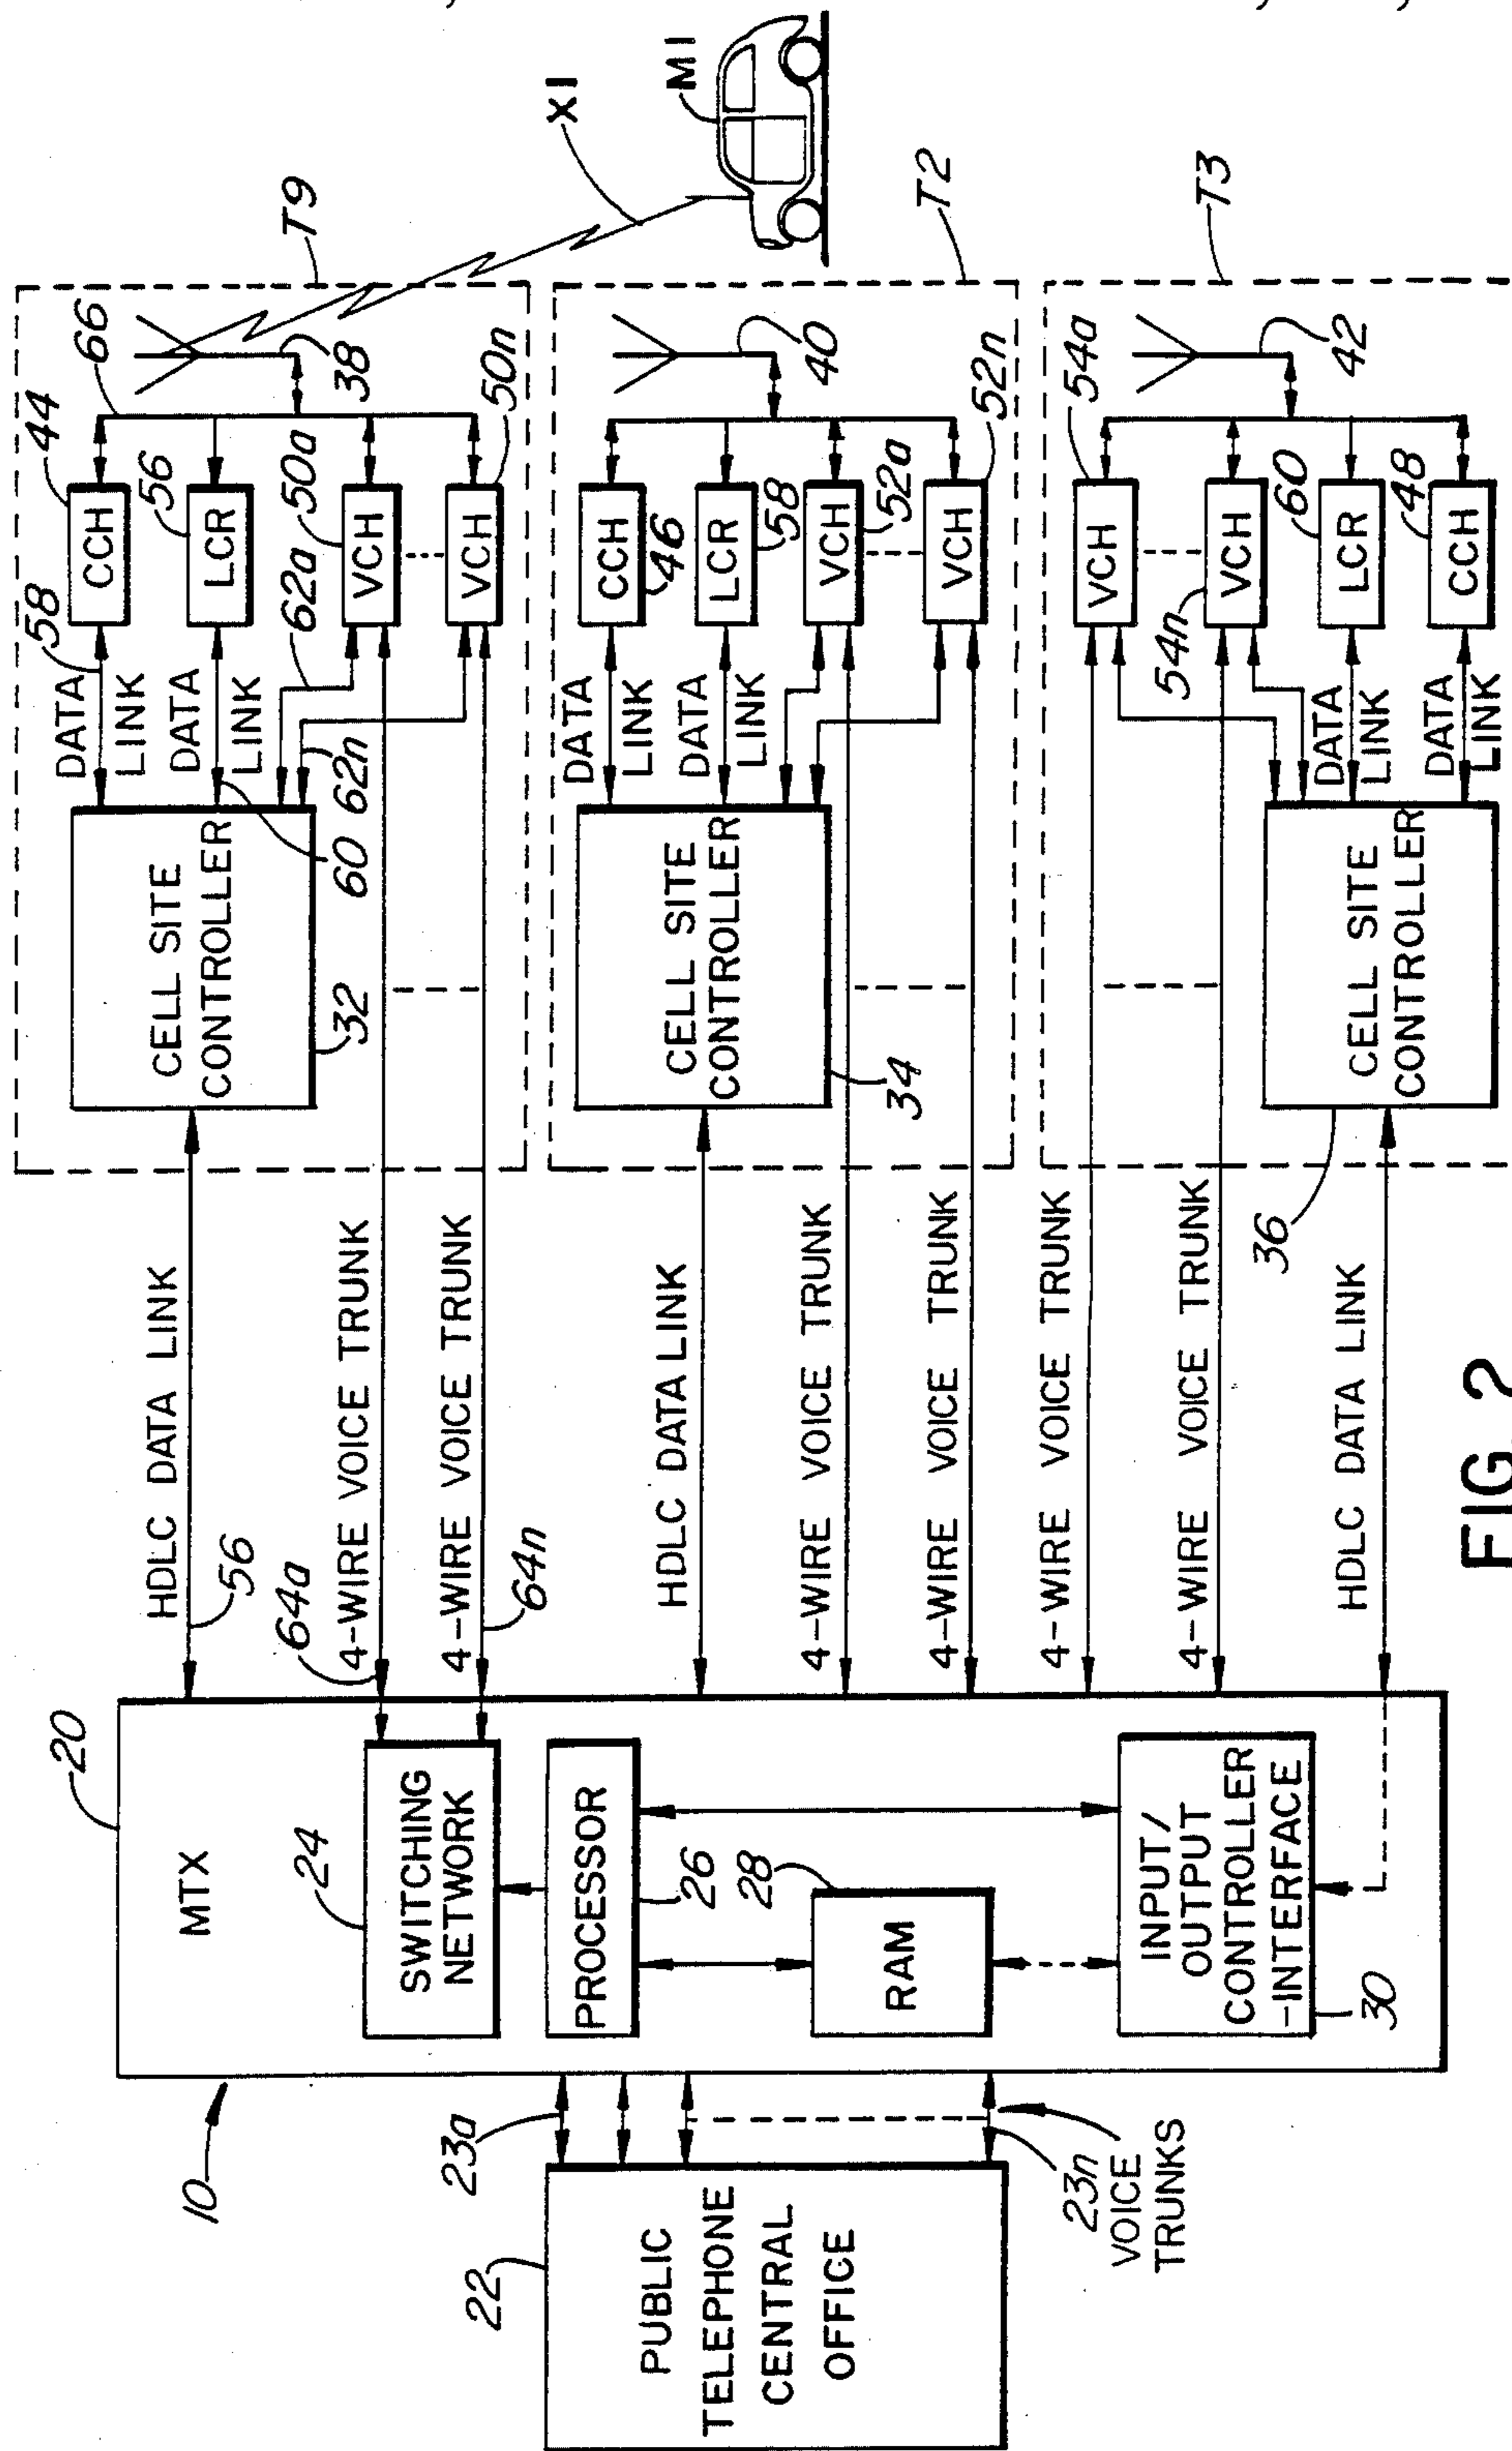 10
20
MTX
24
SWITCHING
NETWORK
PROCESSOR
26
28
RAM
INPUT/
OUTPUT
CONTROLLER
-INTERFACE
30
22
PUBLIC
TELEPHONE
CENTRAL
OFFICE
23a
23n
VOICE
TRUNKS
HDLC DATA LINK
56
64a
4-WIRE VOICE TRUNK
4-WIRE VOICE TRUNK
64n
HDLC DATA LINK
4-WIRE VOICE TRUNK
4-WIRE VOICE TRUNK
4-WIRE VOICE TRUNK
4-WIRE VOICE TRUNK
HDLC DATA LINK
T9
CELL SITE
CONTROLLER
32
DATA
LINK
58
DATA
LINK
60
62a
62n
CCH
44
LCR
56
VCH
50a
VCH
50n
66
38
X1
M1
T2
CELL SITE
CONTROLLER
34
DATA
LINK
DATA
LINK
CCH
46
LCR
58
VCH
52a
VCH
52n
40
T3
CELL SITE
CONTROLLER
36
VCH
54a
VCH
54n
DATA
LINK
LCR
60
DATA
LINK
CCH
48
42
FIG. 2